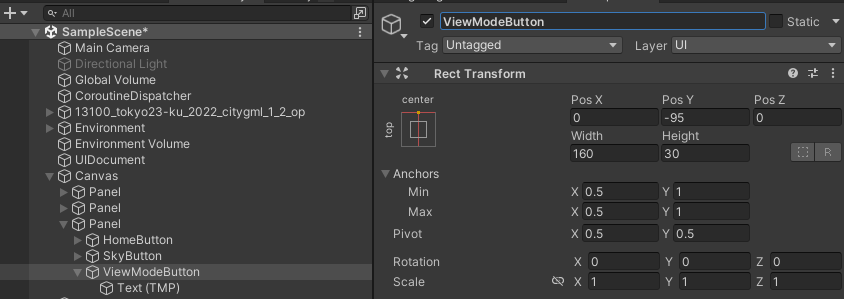 All
SampleScene*
Main Camera
Directional Light
Global Volume
CoroutineDispatcher
13100_tokyo23-ku_2022_citygml_1_2_op
Environment
Environment Volume
UIDocument
Canvas
Panel
Panel
Panel
HomeButton
SkyButton
ViewModeButton
Text (TMP)
ViewModeButton Static
Tag Untagged Layer UI
Rect Transform
center Pos X Pos Y Pos Z
top 0 -95 0
Width Height
160 30 R
Anchors
Min X 0.5 Y 1
Max X 0.5 Y 1
Pivot X 0.5 Y 0.5
Rotation X 0 Y 0 Z 0
Scale X 1 Y 1 Z 1